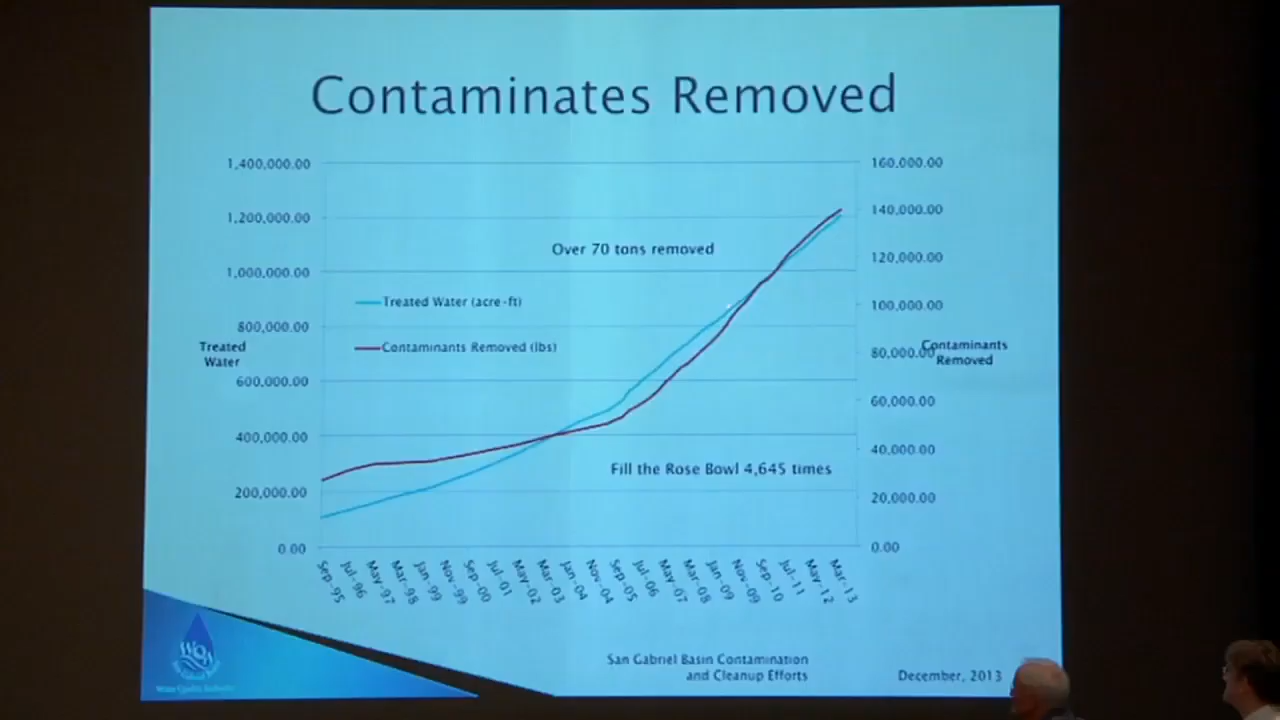 Contaminates Removed
1,400,000.00
1,200,000.00
1,000,000.00
800,000.00
600,000.00
400,000.00
200,000.00
0.00
Treated
Water
160,000.00
140,000.00
120,000.00
100,000.00
80,000.00
60,000.00
40,000.00
20,000.00
0.00
Contaminants
Removed
Over 70 tons removed
Treated Water (acre-ft)
Contaminants Removed (lbs)
Fill the Rose Bowl 4,645 times
Sep-95
Jul-96
May-97
Mar-98
Jan-99
Nov-99
Sep-00
Jul-01
May-02
Mar-03
Jan-04
Nov-04
Sep-05
Jul-06
May-07
Mar-08
Jan-09
Nov-09
Sep-10
Jul-11
May-12
Mar-13
WQA
San Gabriel Basin Contamination
and Cleanup Efforts
December, 2013